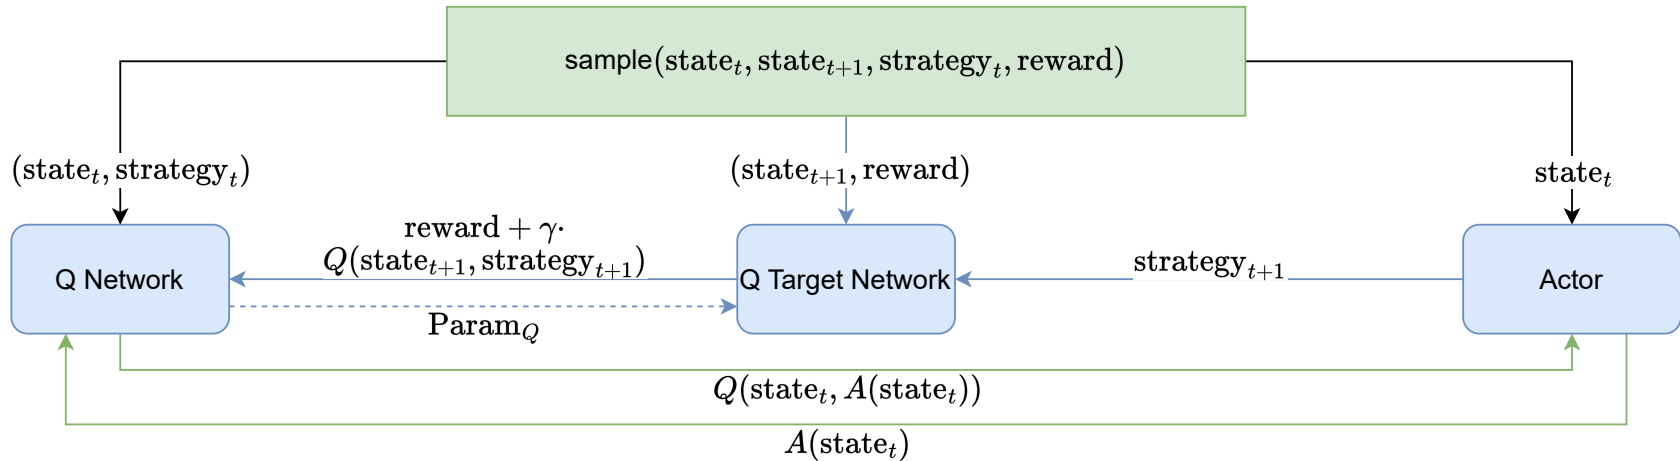 sample(state_t, state_{t+1}, strategy_t, reward)
(state_t, strategy_t)
(state_{t+1}, reward)
state_t
reward + γ·
Q(state_{t+1}, strategy_{t+1})
strategy_{t+1}
Q Network
Q Target Network
Actor
Param_Q
Q(state_t, A(state_t))
A(state_t)